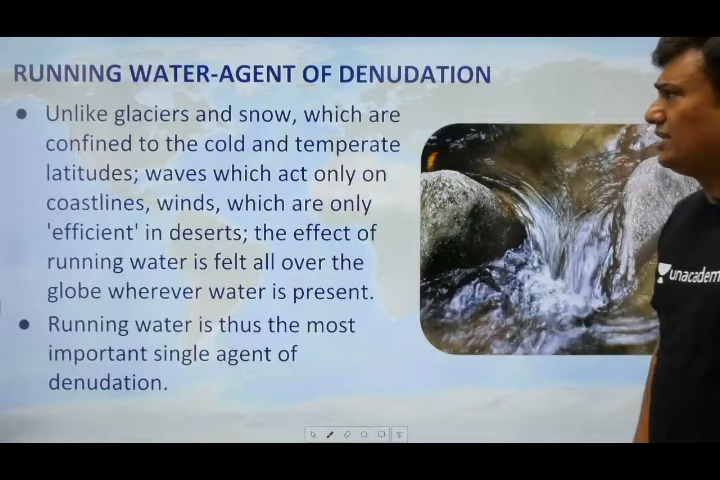 RUNNING WATER-AGENT OF DENUDATION
● Unlike glaciers and snow, which are
confined to the cold and temperate
latitudes; waves which act only on
coastlines, winds, which are only
'efficient' in deserts; the effect of
running water is felt all over the
globe wherever water is present.
● Running water is thus the most
important single agent of
denudation.
unacadem